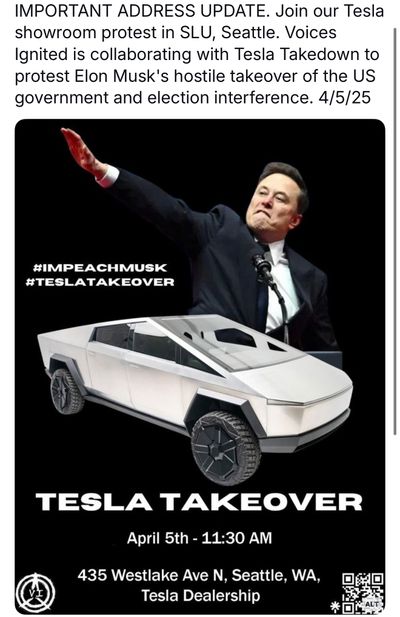 IMPORTANT ADDRESS UPDATE. Join our Tesla
showroom protest in SLU, Seattle. Voices
Ignited is collaborating with Tesla Takedown to
protest Elon Musk's hostile takeover of the US
government and election interference. 4/5/25
#IMPEACHMUSK
#TESLATAKEOVER
TESLA TAKEOVER
April 5th - 11:30 AM
435 Westlake Ave N, Seattle, WA,
Tesla Dealership
VI
ALT